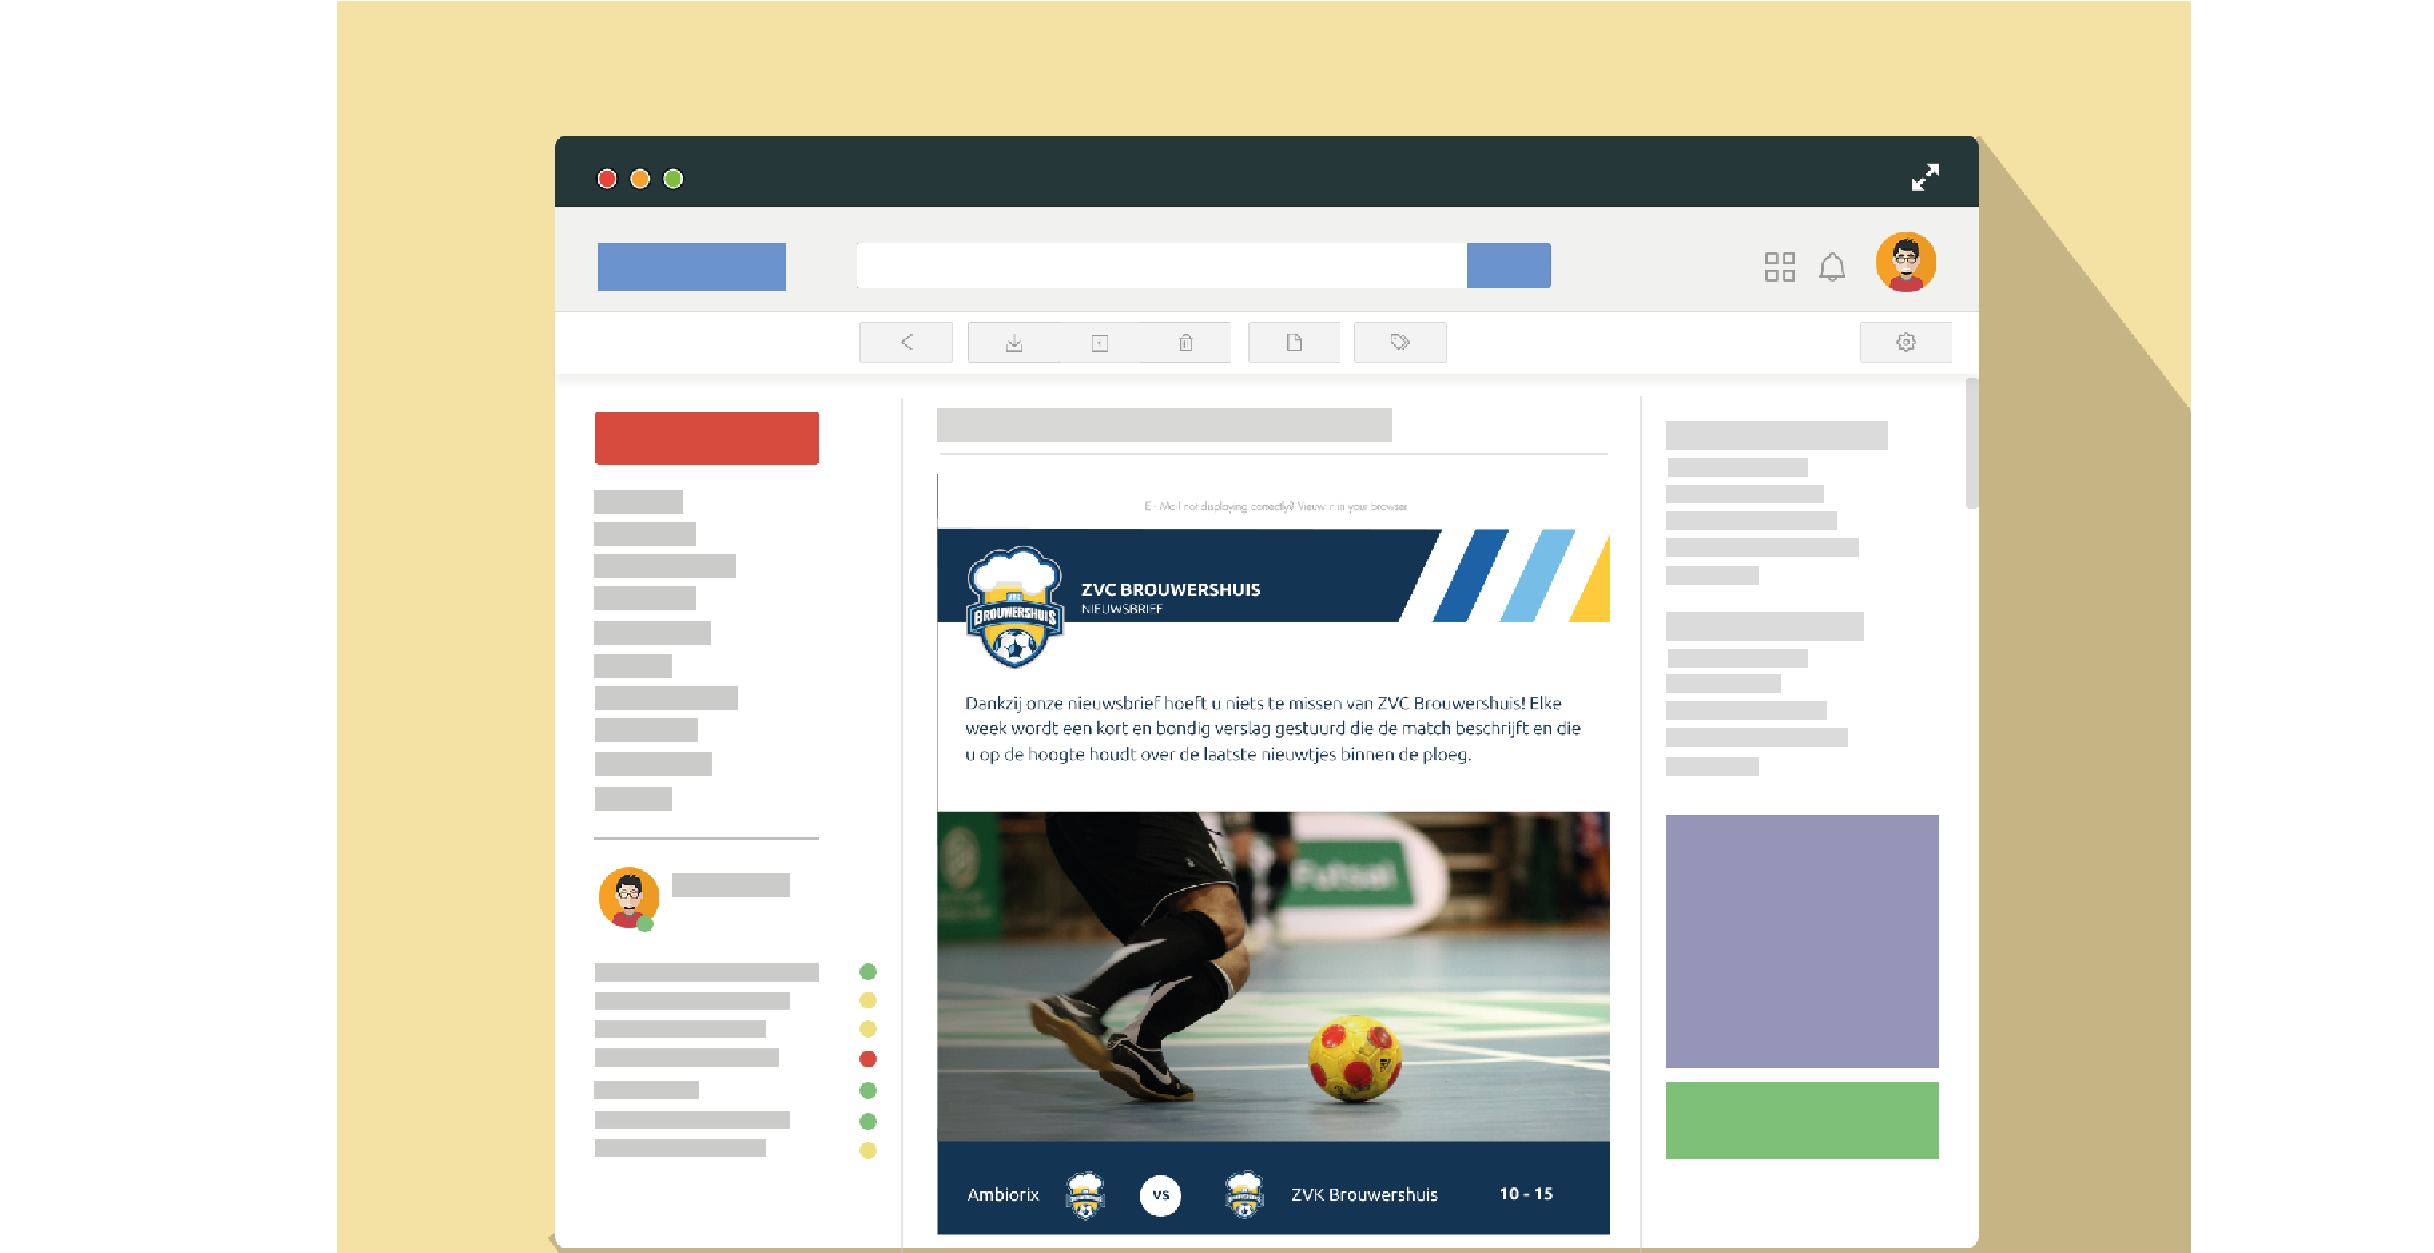 E - Mail not displaying correctly? Vieuw it in your browser
ZVC BROUWERSHUIS
NIEUWSBRIEF
BROUWERSHUIS
Dankzij onze nieuwsbrief hoeft u niets te missen van ZVC Brouwershuis! Elke
week wordt een kort en bondig verslag gestuurd die de match beschrijft en die
u op de hoogte houdt over de laatste nieuwtjes binnen de ploeg.
Futsal
Ambiorix
VS
ZVK Brouwershuis
10 - 15